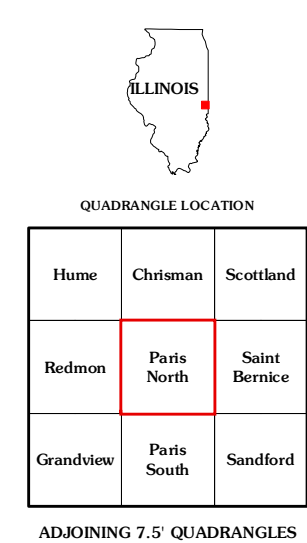 ILLINOIS
QUADRANGLE LOCATION
Hume
Chrisman
Scottland
Redmon
Paris
North
Saint
Bernice
Grandview
Paris
South
Sandford
ADJOINING 7.5' QUADRANGLES